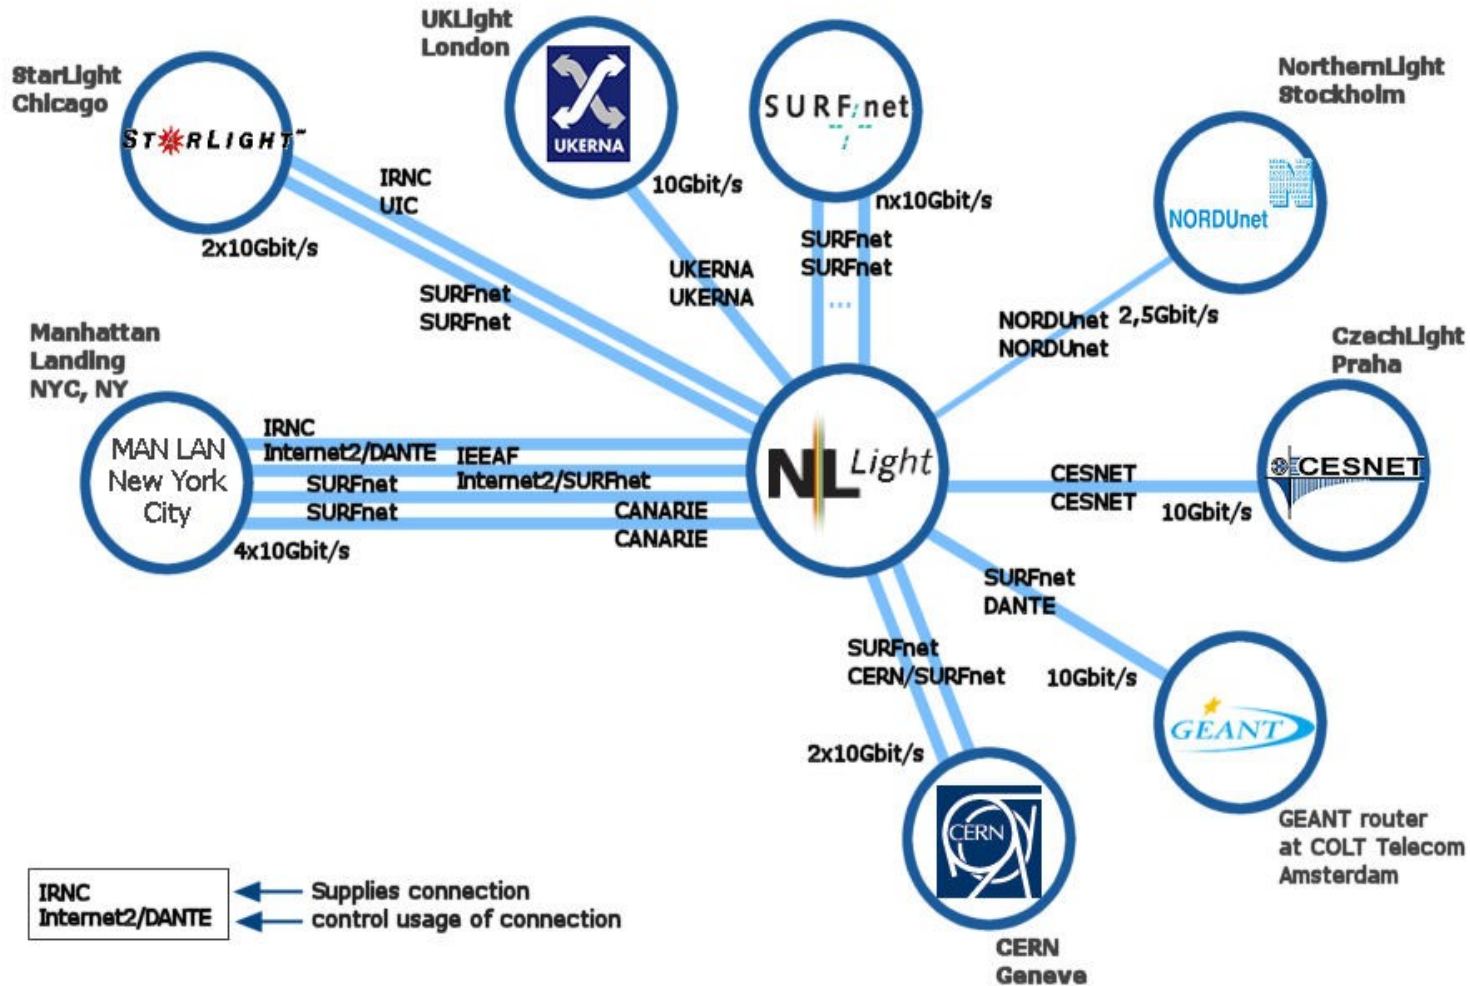 UKLight
London
StarLight
Chicago
STARLIGHT™
UKERNA
SURFnet
NorthernLight
Stockholm
NORDUnet
N
IRNC
UIC
10Gbit/s
nx10Gbit/s
2x10Gbit/s
SURFnet
SURFnet
...
UKERNA
UKERNA
SURFnet
SURFnet
NORDUnet
NORDUnet
2,5Gbit/s
Manhattan
Landing
NYC, NY
CzechLight
Praha
MAN LAN
New York
City
IRNC
Internet2/DANTE
IEEAF
Internet2/SURFnet
SURFnet
SURFnet
CANARIE
CANARIE
4x10Gbit/s
NL Light
CESNET
CESNET
10Gbit/s
CESNET
SURFnet
DANTE
10Gbit/s
GEANT
GEANT router
at COLT Telecom
Amsterdam
SURFnet
CERN/SURFnet
2x10Gbit/s
CERN
CERN
Geneve
IRNC
Internet2/DANTE
Supplies connection
control usage of connection